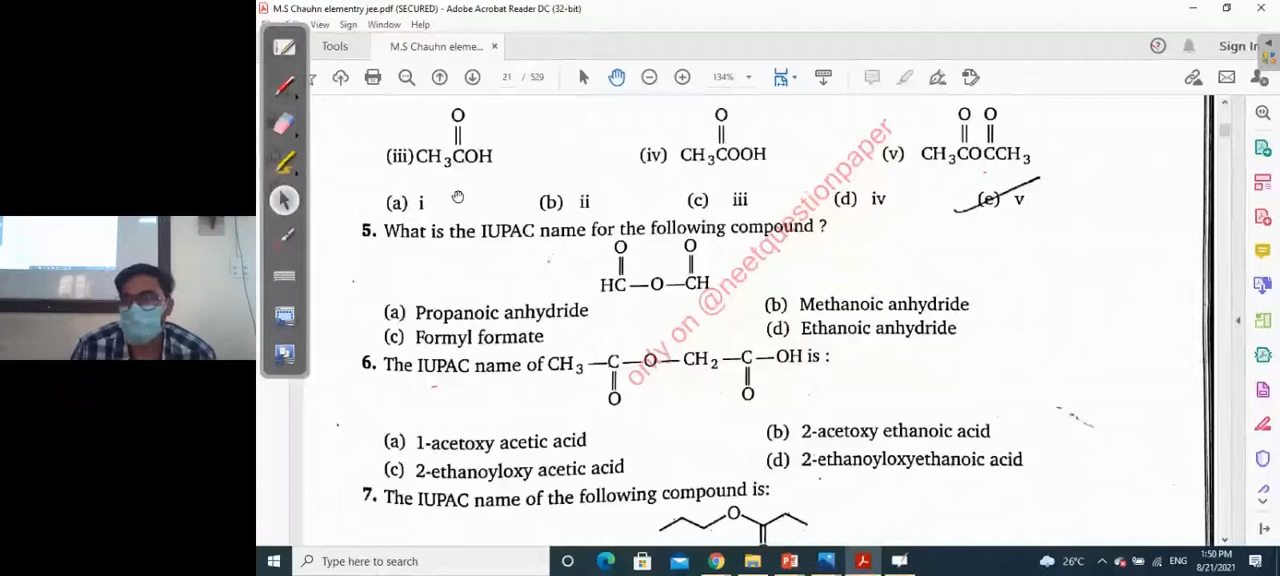 M.S Chauhn elementry jee.pdf (SECURED) - Adobe Acrobat Reader DC (32-bit)
View Sign Window Help
Tools M.S Chauhn eleme... ×
21 / 529 134%
Sign In
O O O O
(iii) CH3COH (iv) CH3COOH (v) CH3COCCH3
(a) i (b) ii (c) iii (d) iv (e) v
5. What is the IUPAC name for the following compound ?
O O
HC—O—CH
(a) Propanoic anhydride (b) Methanoic anhydride
(c) Formyl formate (d) Ethanoic anhydride
6. The IUPAC name of CH3—C—O—CH2—C—OH is :
O O
(a) 1-acetoxy acetic acid (b) 2-acetoxy ethanoic acid
(c) 2-ethanoyloxy acetic acid (d) 2-ethanoyloxyethanoic acid
7. The IUPAC name of the following compound is:
O
only on @neetquestionpaper
Type here to search
26°C ENG 1:50 PM
8/21/2021